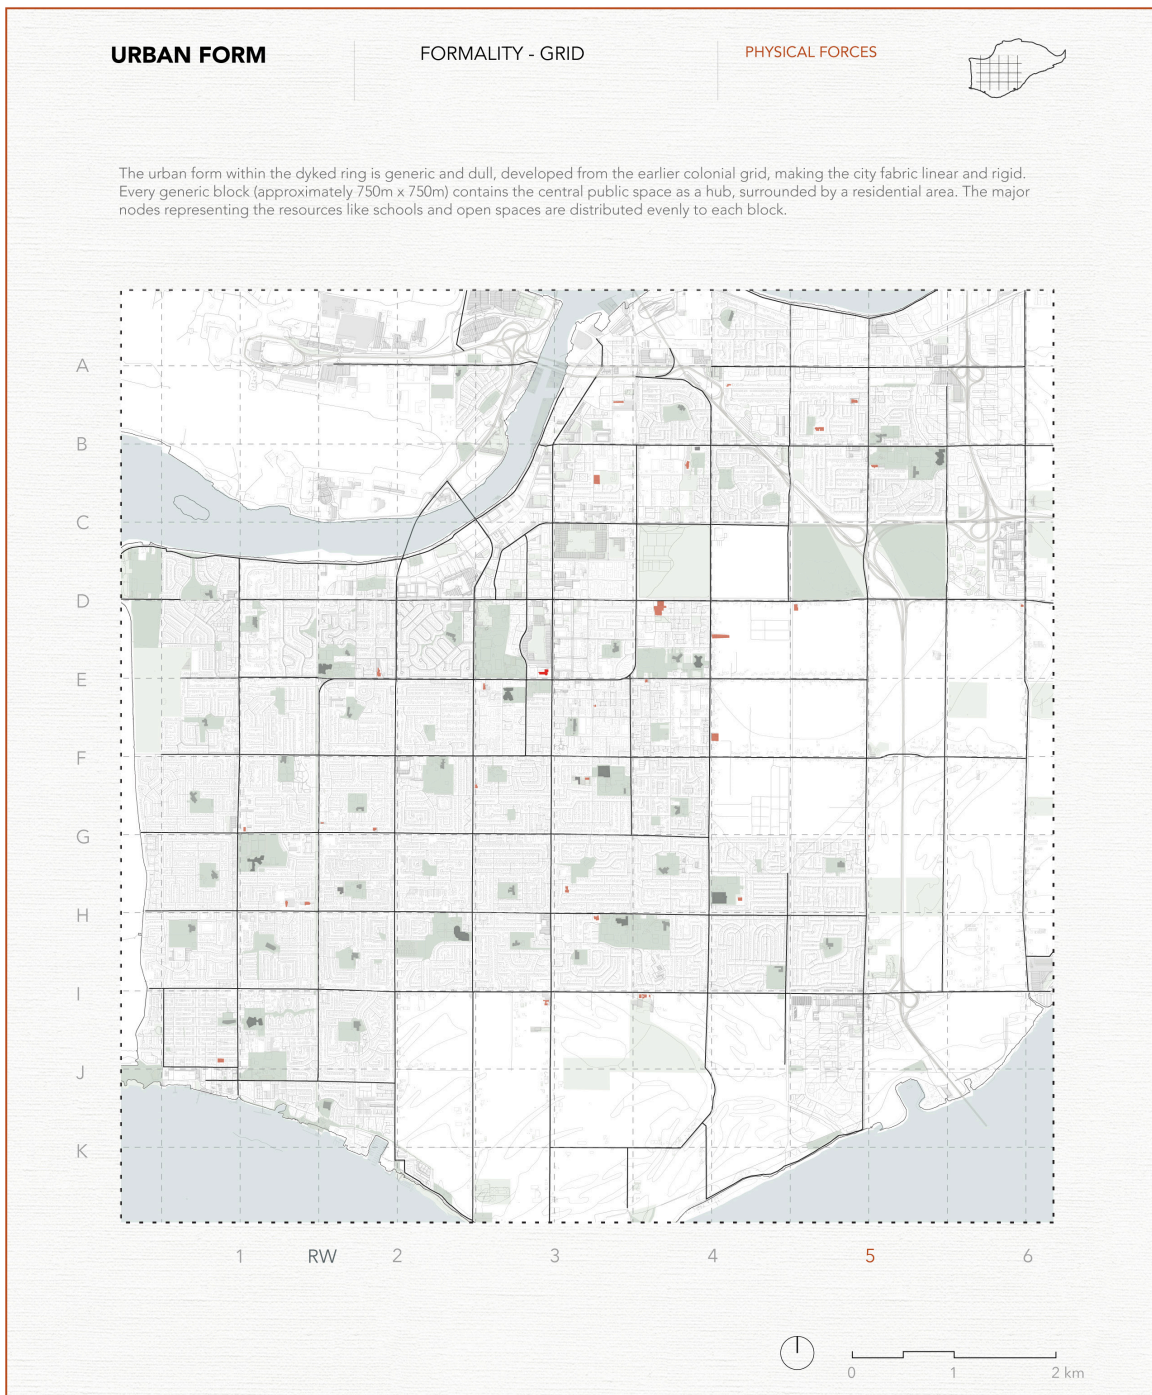 URBAN FORM
FORMALITY - GRID
PHYSICAL FORCES
The urban form within the dyked ring is generic and dull, developed from the earlier colonial grid, making the city fabric linear and rigid.
Every generic block (approximately 750m x 750m) contains the central public space as a hub, surrounded by a residential area. The major
nodes representing the resources like schools and open spaces are distributed evenly to each block.
A
B
C
D
E
F
G
H
I
J
K
1 RW 2 3 4 5 6
0 1 2 km